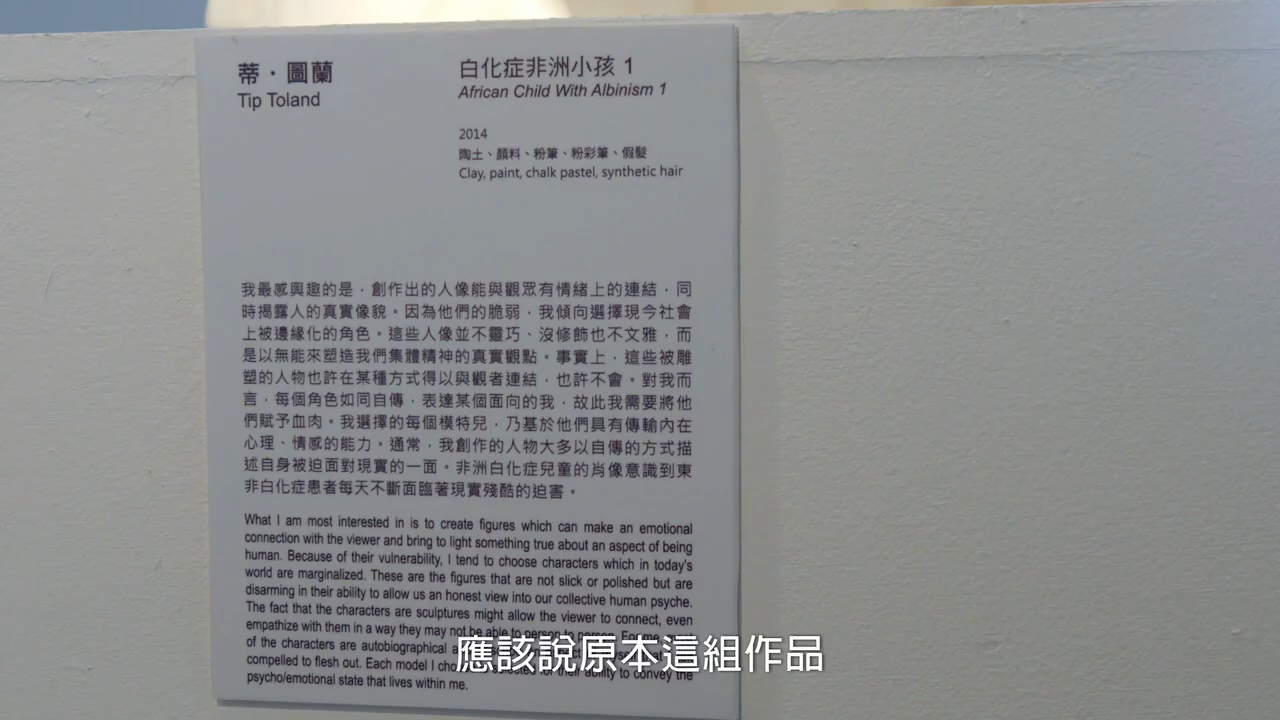 蒂・圖蘭
Tip Toland
白化症非洲小孩 1
African Child With Albinism 1
2014
陶土、顏料、粉筆、粉彩筆、假髮
Clay, paint, chalk pastel, synthetic hair
我最感興趣的是，創作出的人像能與觀眾有情緒上的連結，同
時揭露人的真實像貌。因為他們的脆弱，我傾向選擇現今社會
上被邊緣化的角色。這些人像並不靈巧、沒修飾也不文雅，而
是以無能來塑造我們集體精神的真實觀點。事實上，這些被雕
塑的人物也許在某種方式得以與觀者連結，也許不會。對我而
言，每個角色如同自傳，表達某個面向的我，故此我需要將他
們賦予血肉。我選擇的每個模特兒，乃基於他們具有傳輸內在
心理、情感的能力。通常，我創作的人物大多以自傳的方式描
述自身被迫面對現實的一面。非洲白化症兒童的肖像意識到東
非白化症患者每天不斷面臨著現實殘酷的迫害。
What I am most interested in is to create figures which can make an emotional
connection with the viewer and bring to light something true about an aspect of being
human. Because of their vulnerability, I tend to choose characters which in today's
world are marginalized. These are the figures that are not slick or polished but are
disarming in their ability to allow us an honest view into our collective human psyche.
The fact that the characters are sculptures might allow the viewer to connect, even
empathize with them in a way they may not be able to person to person. For me,
of the characters are autobiographical
compelled to flesh out. Each model I for their ability to convey the
psycho/emotional state that lives within me.
應該說原本這組作品